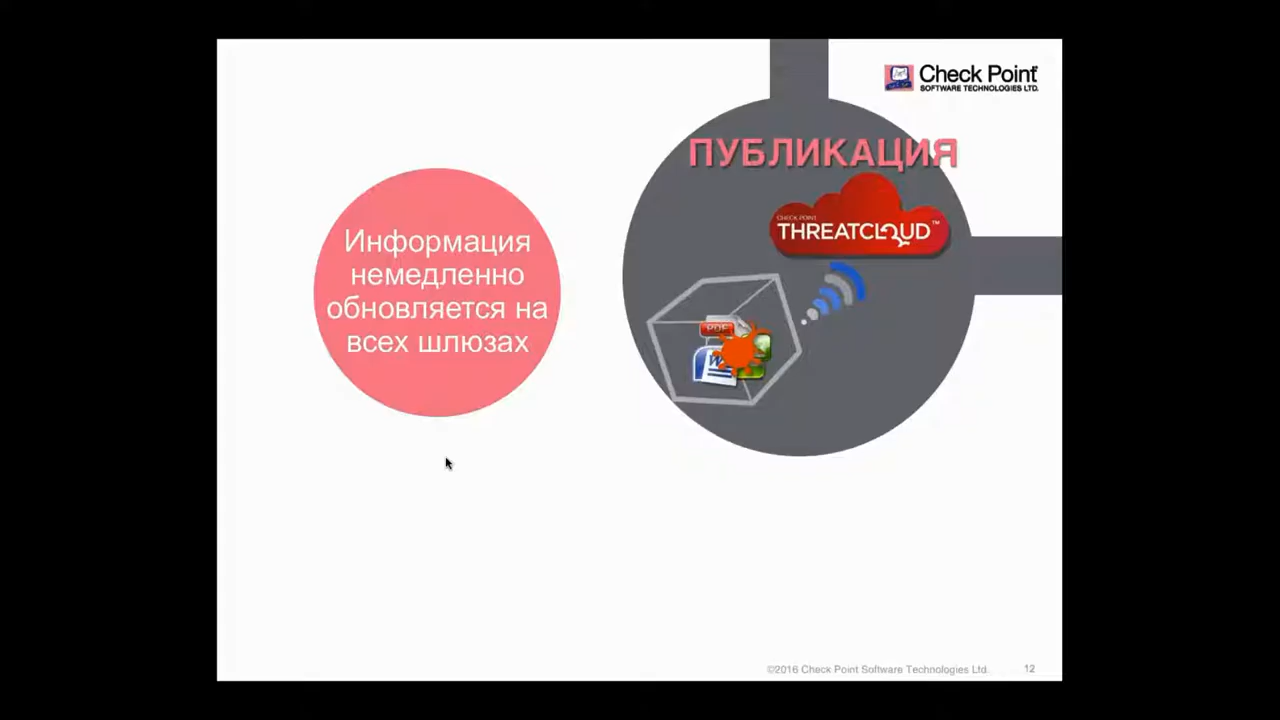 Check Point
SOFTWARE TECHNOLOGIES LTD.
ПУБЛИКАЦИЯ
CHECK POINT
THREATCLOUD™
Информация
немедленно
обновляется на
всех шлюзах
PDF
W
©2016 Check Point Software Technologies Ltd.
12